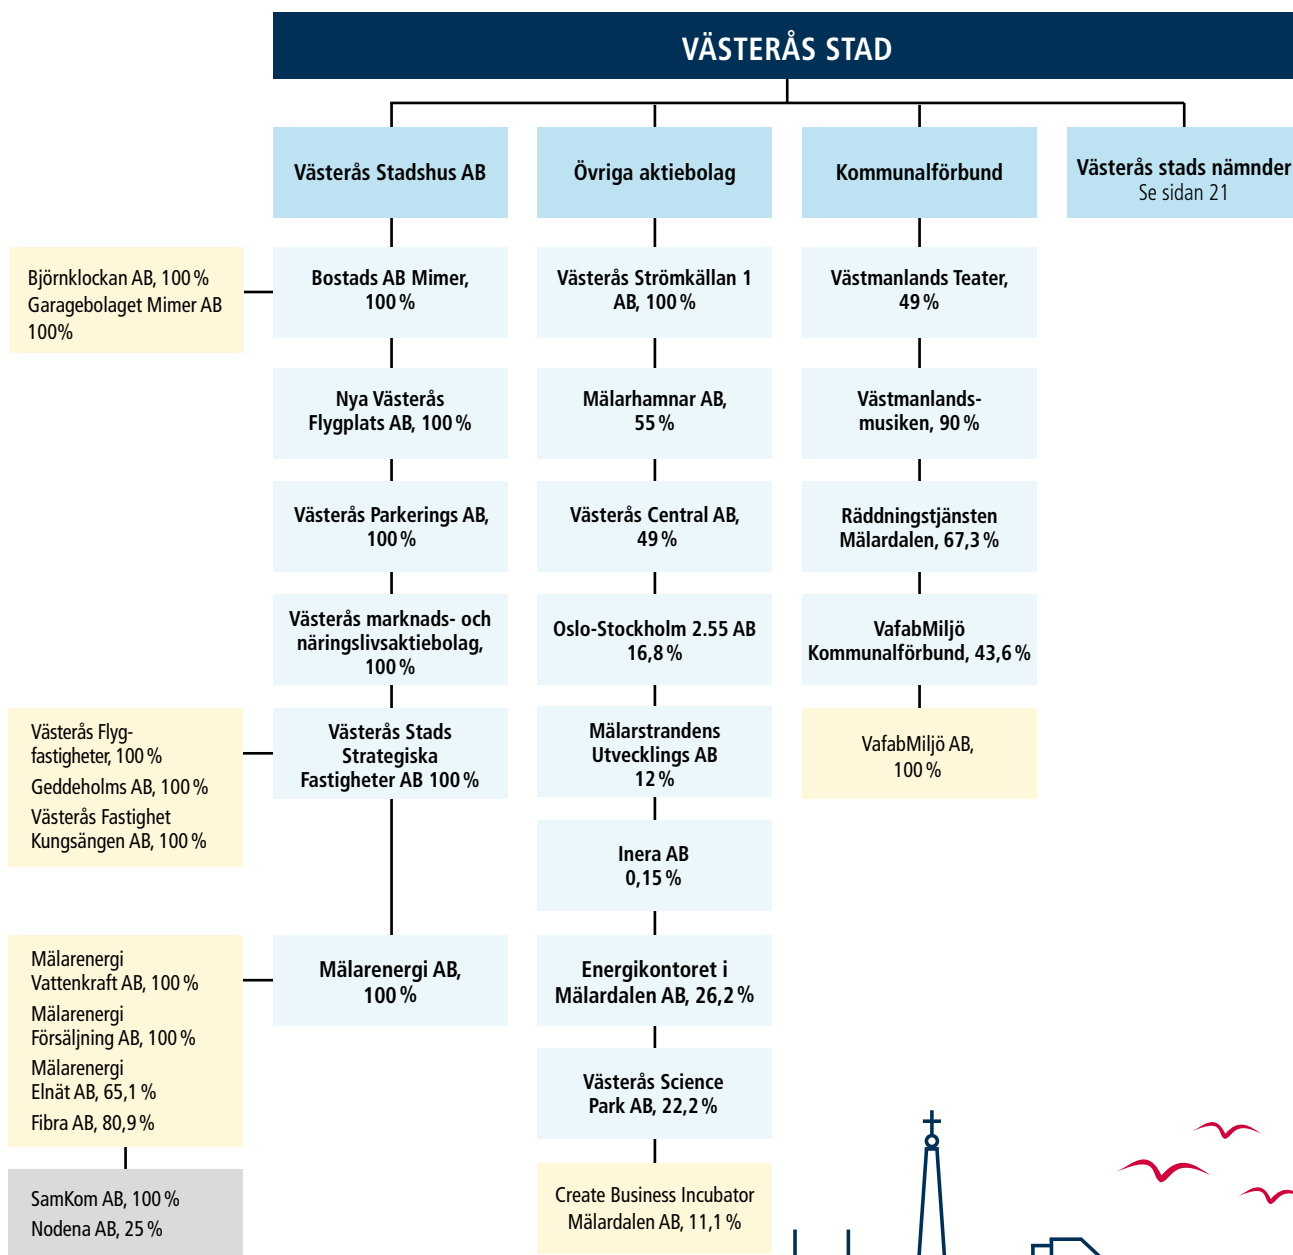 VÄSTERÅS STAD
Västerås Stadshus AB
Björnklockan AB, 100 %
Garagebolaget Mimer AB
100%
Bostads AB Mimer,
100 %
Nya Västerås
Flygplats AB, 100 %
Västerås Parkerings AB,
100 %
Västerås marknads- och
näringslivsaktiebolag,
100 %
Västerås Flyg-
fastigheter, 100 %
Geddeholms AB, 100 %
Västerås Fastighet
Kungsängen AB, 100 %
Västerås Stads
Strategiska
Fastigheter AB 100 %
Mälarenergi
Vattenkraft AB, 100 %
Mälarenergi
Försäljning AB, 100 %
Mälarenergi
Elnät AB, 65,1 %
Fibra AB, 80,9 %
Mälarenergi AB,
100 %
SamKom AB, 100 %
Nodena AB, 25 %
Övriga aktiebolag
Västerås Strömkällan 1
AB, 100 %
Mälarhamnar AB,
55 %
Västerås Central AB,
49 %
Oslo-Stockholm 2.55 AB
16,8 %
Mälarstrandens
Utvecklings AB
12 %
Inera AB
0,15 %
Energikontoret i
Mälardalen AB, 26,2 %
Västerås Science
Park AB, 22,2 %
Create Business Incubator
Mälardalen AB, 11,1 %
Kommunalförbund
Västmanlands Teater,
49 %
Västmanlands-
musiken, 90 %
Räddningstjänsten
Mälardalen, 67,3 %
VafabMiljö
Kommunalförbund, 43,6 %
VafabMiljö AB,
100 %
Västerås stads nämnder
Se sidan 21